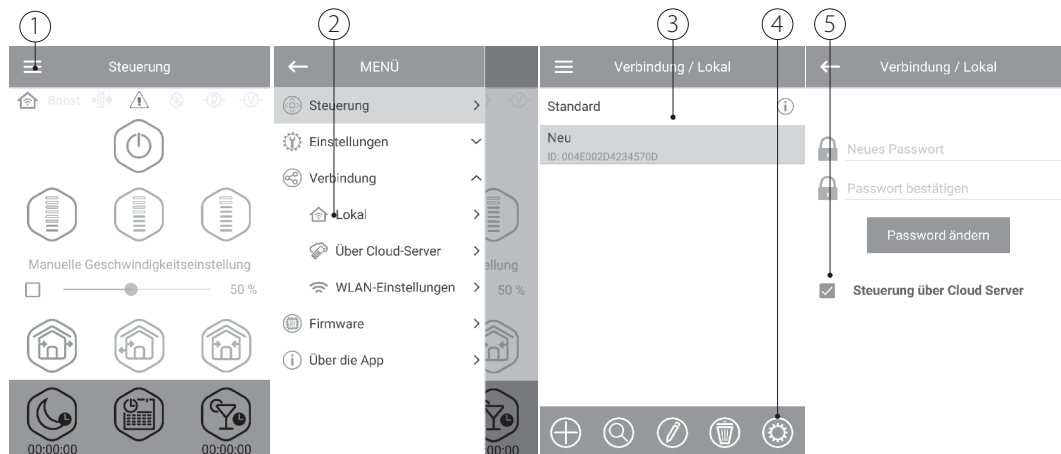 1
2
3
4
5
Steuerung
Boost
Manuelle Geschwindigkeitseinstellung
50 %
00:00:00
00:00:00
MENÜ
Steuerung
Einstellungen
Verbindung
Lokal
Über Cloud-Server
WLAN-Einstellungen
Firmware
Über die App
ellung
50 %
00:00
Verbindung / Lokal
Standard
Neu
ID: 004E002D4234570D
Verbindung / Lokal
Neues Passwort
Passwort bestätigen
Password ändern
Steuerung über Cloud Server